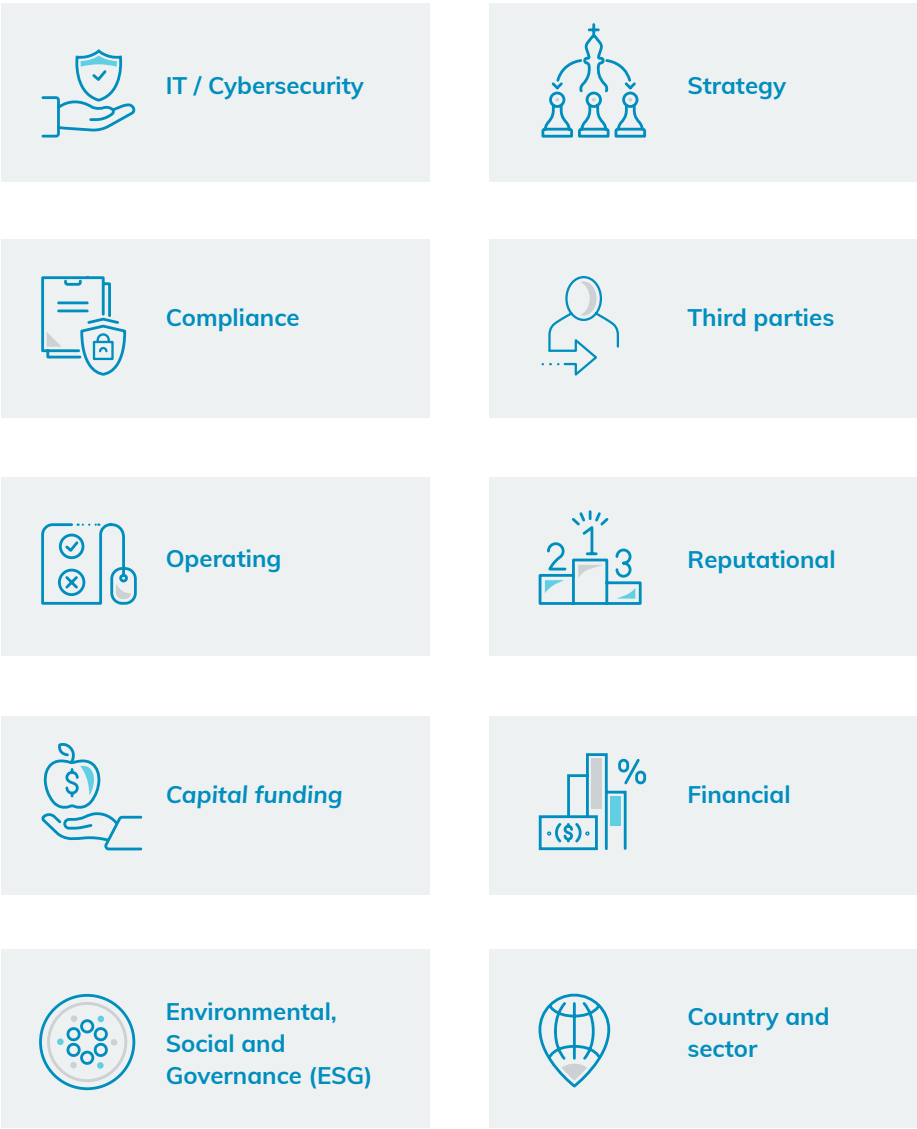 IT / Cybersecurity
Strategy
Compliance
Third parties
Operating
2
1
3
Reputational
$
Capital funding
%
($)
Financial
Environmental,
Social and
Governance (ESG)
Country and
sector